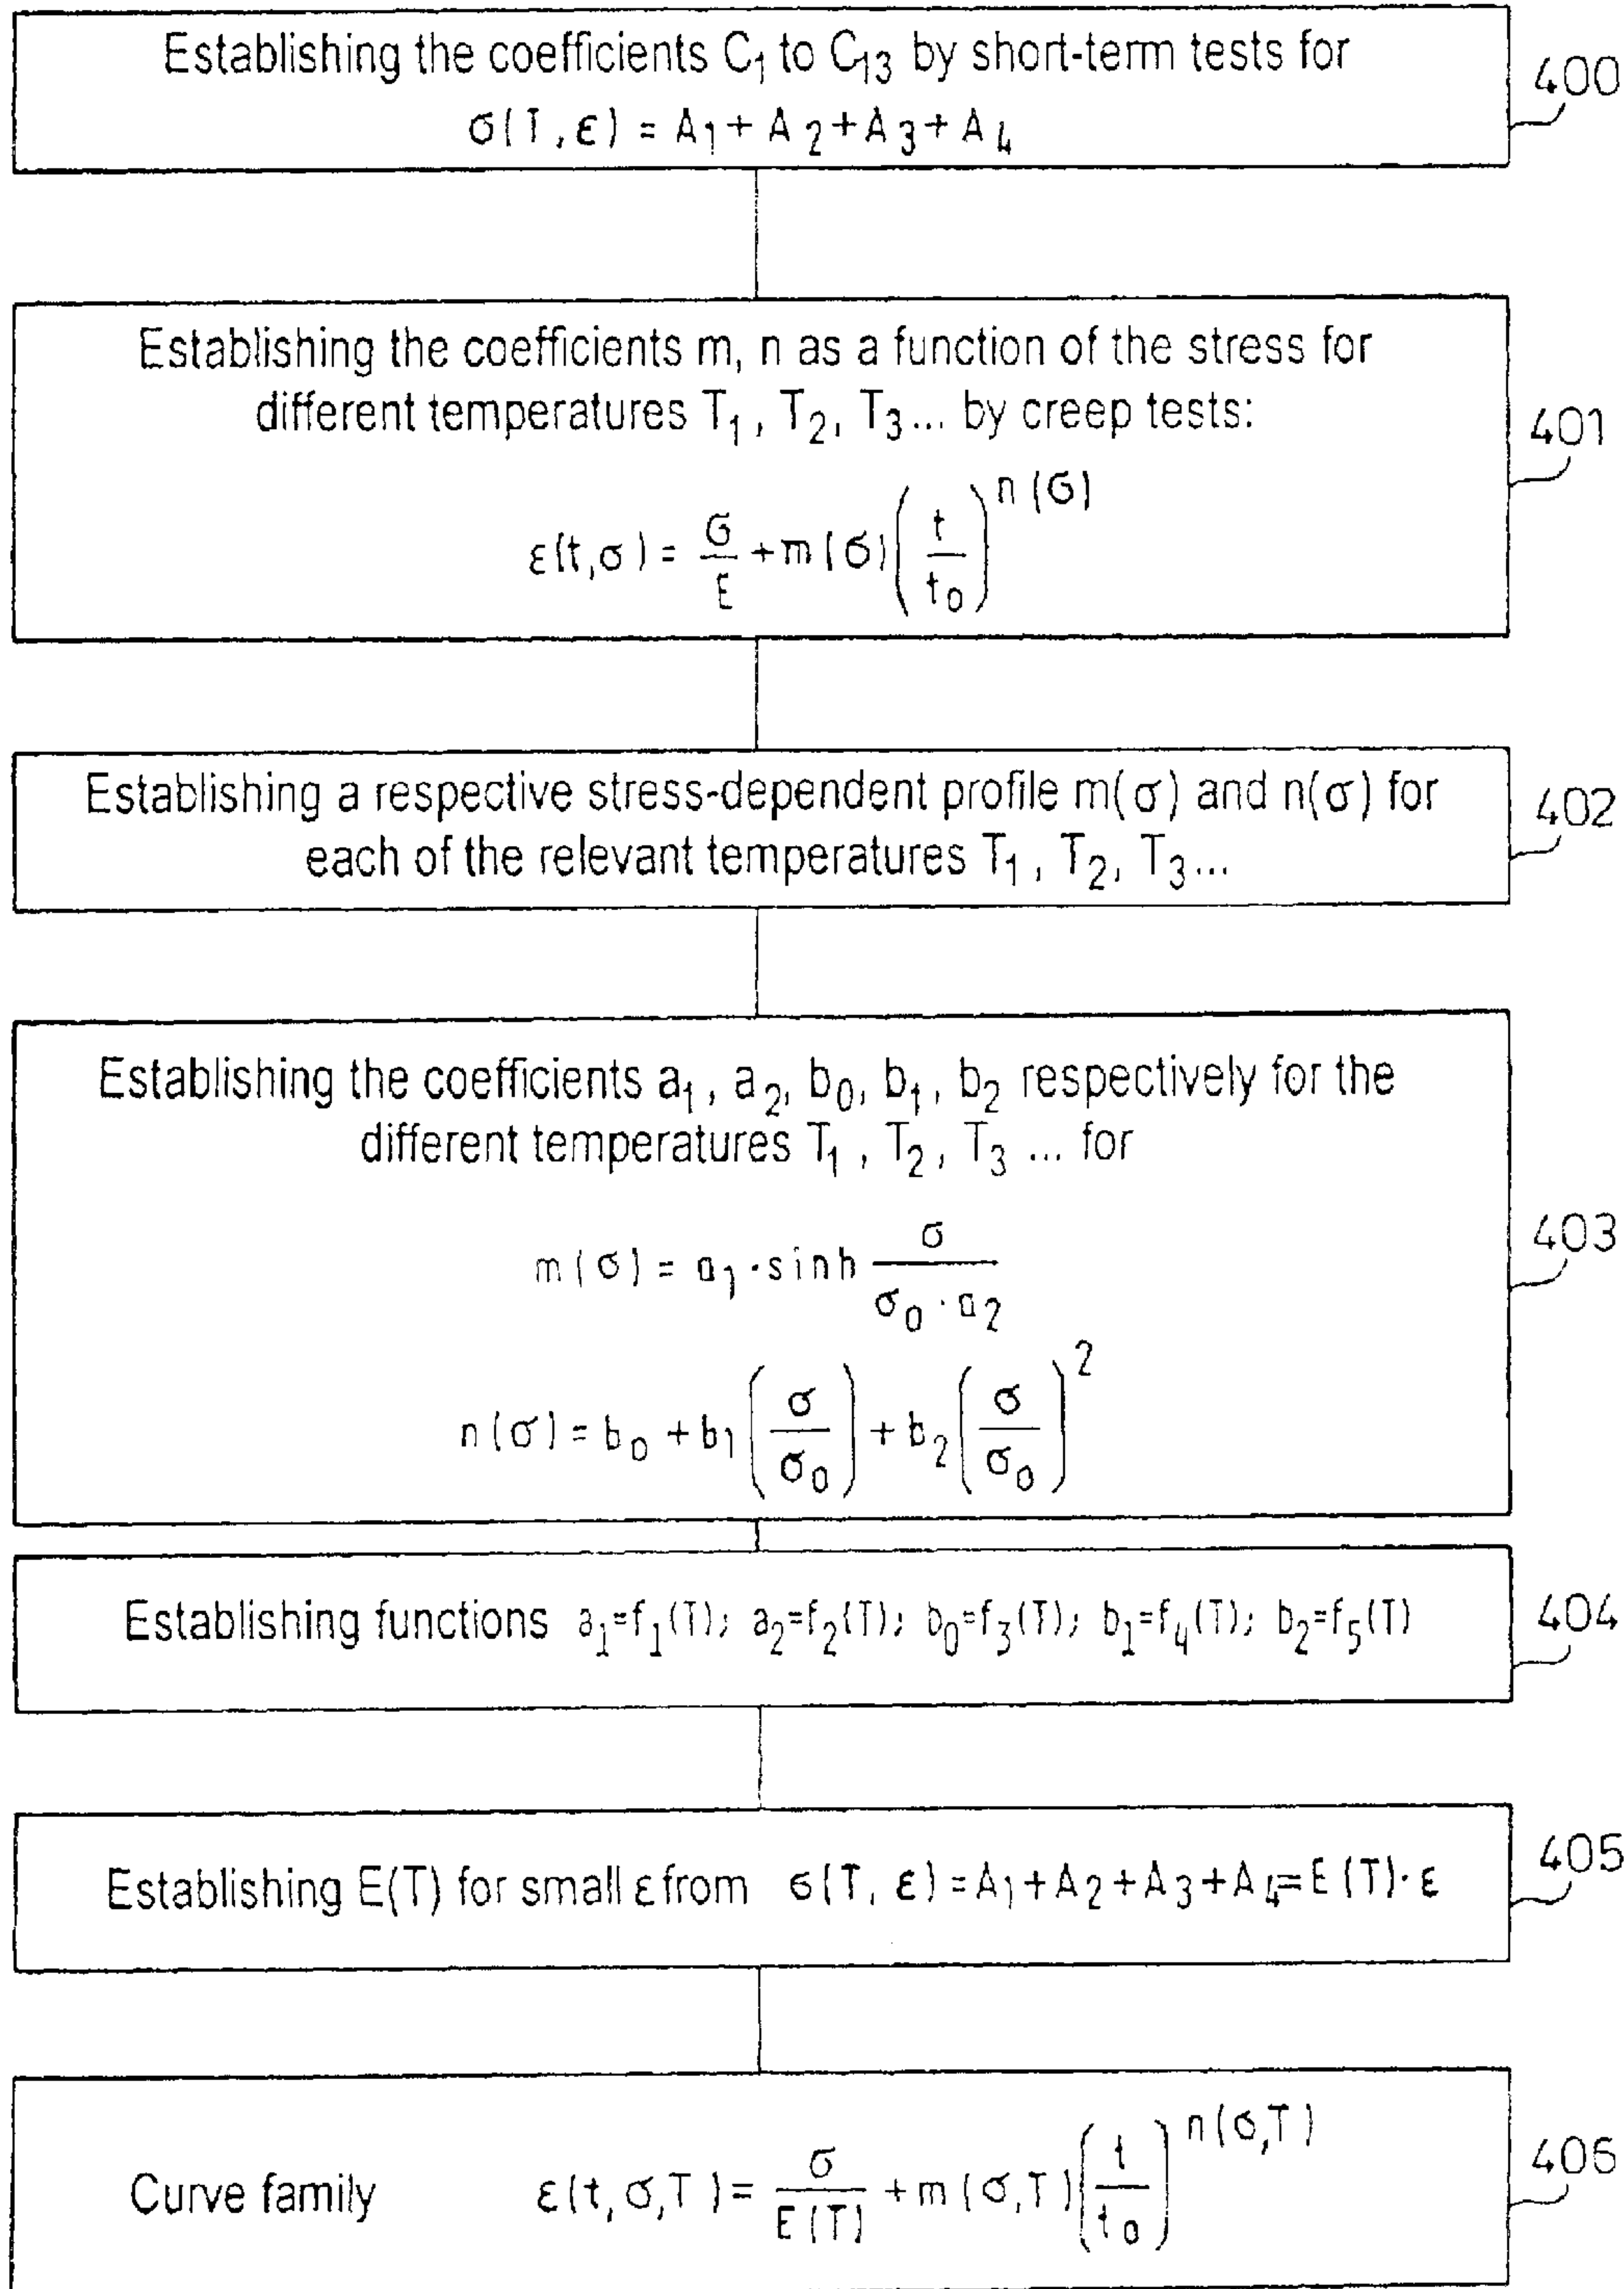 Establishing the coefficients C₁ to C₁₃ by short-term tests for
σ(T,ε) = A₁ + A₂ + A₃ + A₄
400
Establishing the coefficients m, n as a function of the stress for
different temperatures T₁, T₂, T₃... by creep tests:
ε(t,σ) = σ/E + m(σ)(t/t₀)^n(σ)
401
Establishing a respective stress-dependent profile m(σ) and n(σ) for
each of the relevant temperatures T₁, T₂, T₃...
402
Establishing the coefficients a₁, a₂, b₀, b₁, b₂ respectively for the
different temperatures T₁, T₂, T₃ ... for
m(σ) = a₁·sinh σ/(σ₀·a₂)
n(σ) = b₀ + b₁(σ/σ₀) + b₂(σ/σ₀)²
403
Establishing functions a₁=f₁(T); a₂=f₂(T); b₀=f₃(T); b₁=f₄(T); b₂=f₅(T)
404
Establishing E(T) for small ε from σ(T, ε) = A₁ + A₂ + A₃ + A₄ = E(T)·ε
405
Curve family ε(t,σ,T) = σ/E(T) + m(σ,T)(t/t₀)^n(σ,T)
406